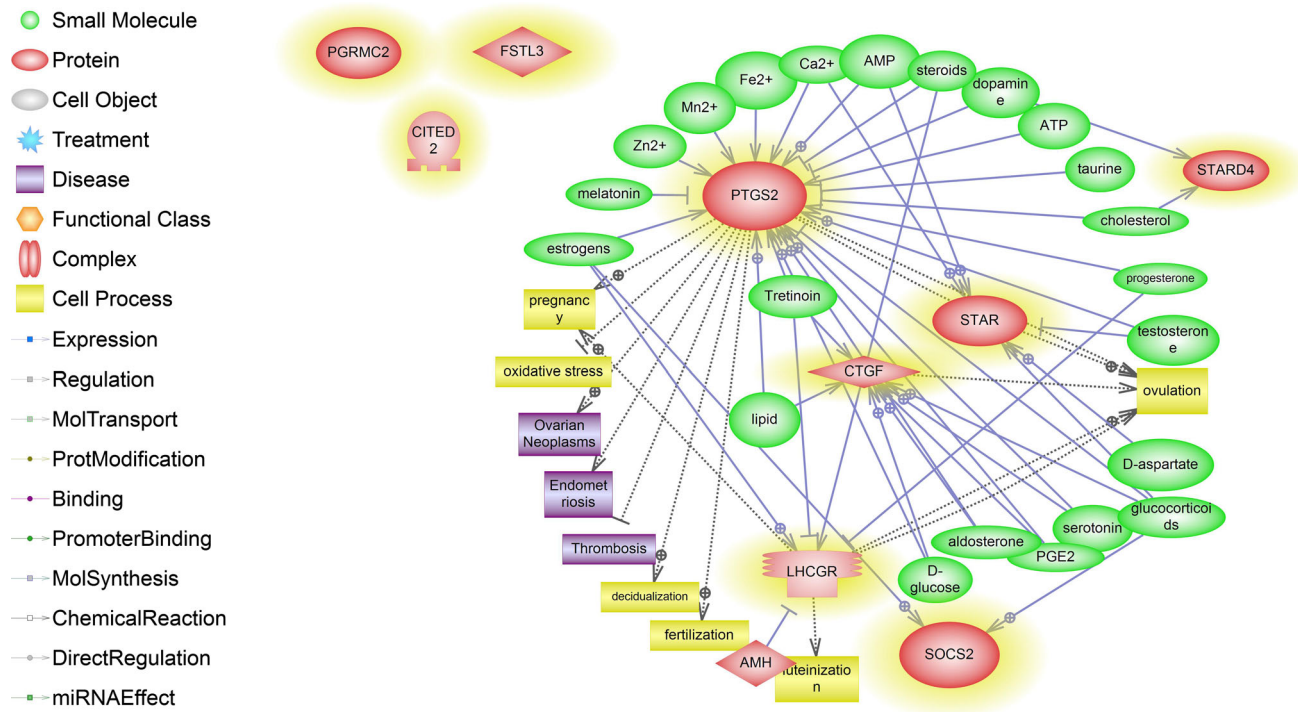 Small Molecule
Protein
Cell Object
Treatment
Disease
Functional Class
Complex
Cell Process
Expression
Regulation
MolTransport
ProtModification
Binding
PromoterBinding
MolSynthesis
ChemicalReaction
DirectRegulation
miRNAEffect
PGRMC2
FSTL3
CITED
2
Ca2+
AMP
steroids
Fe2+
dopamin
e
Mn2+
ATP
Zn2+
taurine
STARD4
melatonin
PTGS2
cholesterol
estrogens
progesterone
Tretinoin
pregnanc
y
STAR
testosteron
e
oxidative stress
CTGF
ovulation
lipid
Ovarian
Neoplasms
D-aspartate
Endomet
riosis
glucocorticoi
ds
serotonin
aldosterone
PGE2
Thrombosis
LHCGR
D-
glucose
decidualization
fertilization
SOCS2
AMH
luteinizatio
n